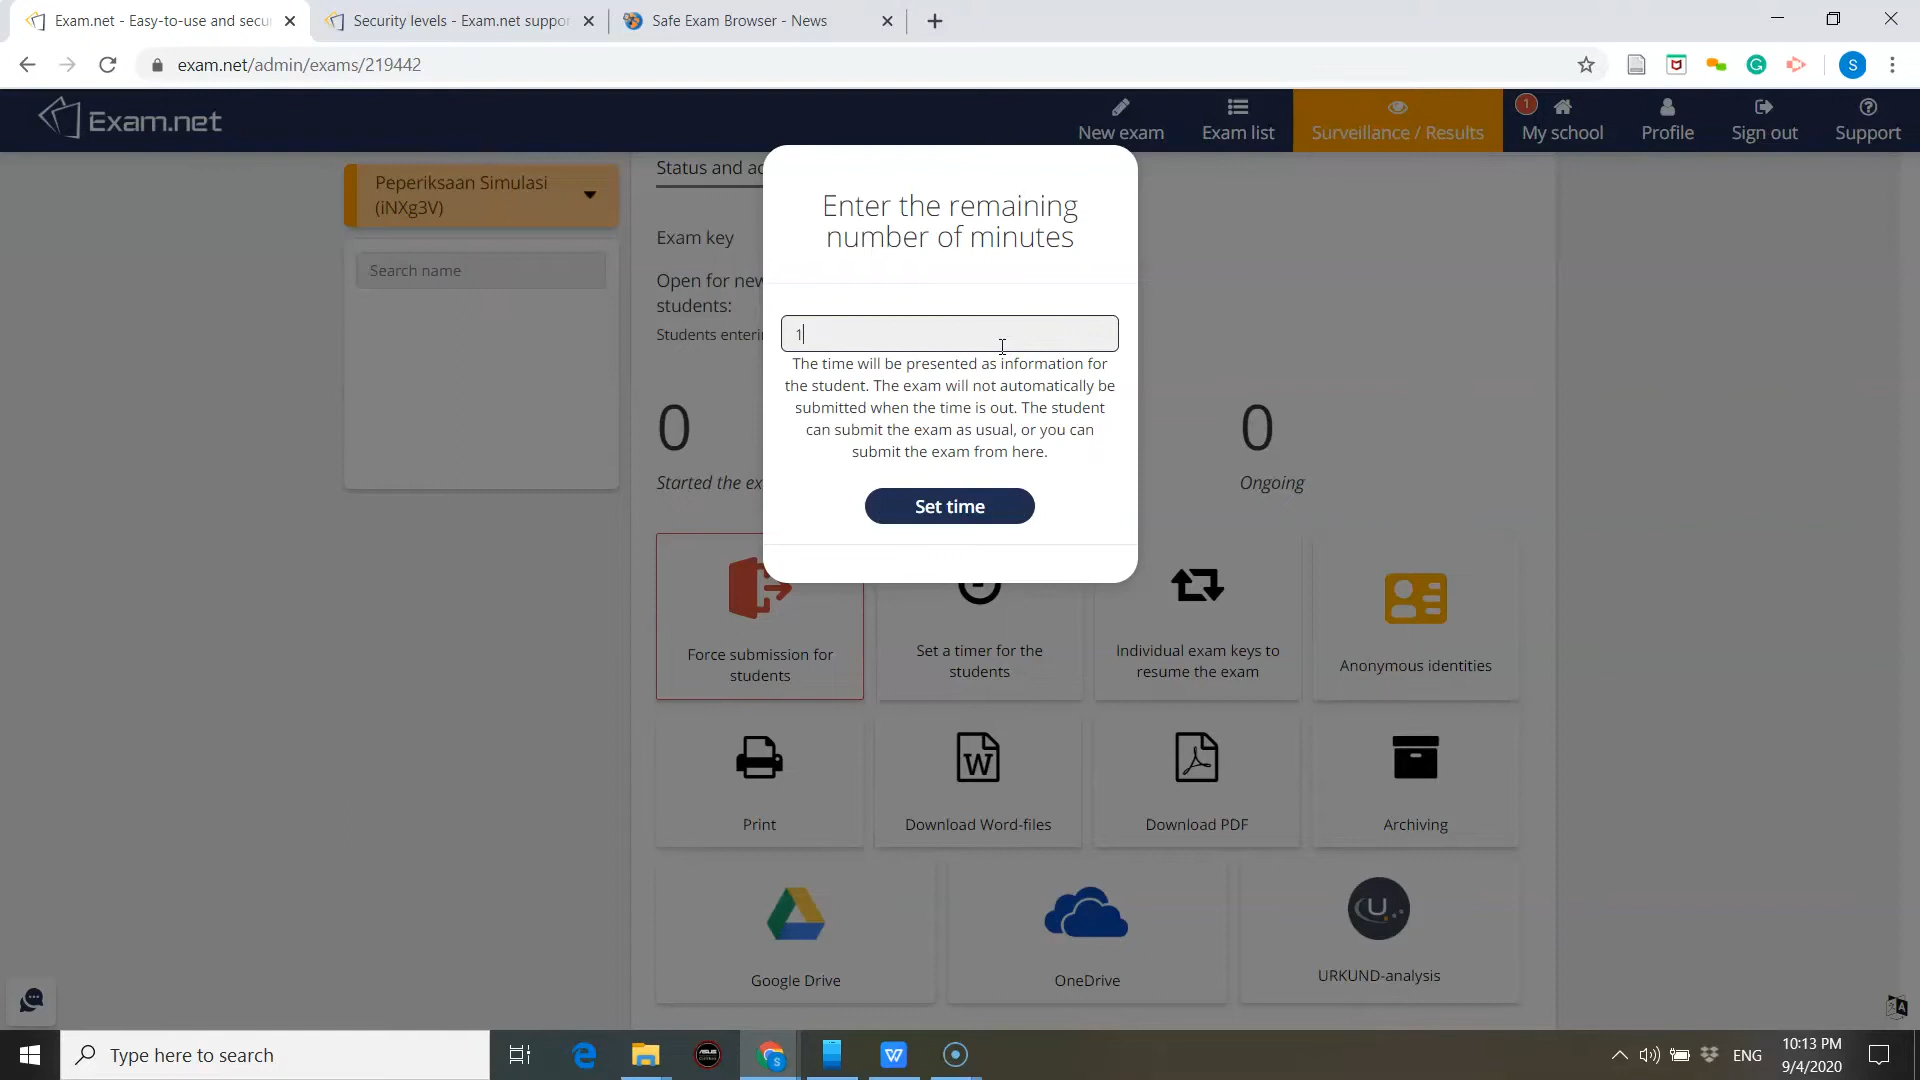 Exam.net - Easy-to-use and secu
Security levels - Exam.net suppo
Safe Exam Browser - News
exam.net/admin/exams/219442
S
Exam.net
New exam
Exam list
Surveillance / Results
1
My school
Profile
Sign out
Support
Peperiksaan Simulasi
(iNXg3V)
Search name
Status and ac
Exam key
Open for new
students:
Students enterin
0
Started the ex
0
Ongoing
Enter the remaining
number of minutes
1
The time will be presented as information for
the student. The exam will not automatically be
submitted when the time is out. The student
can submit the exam as usual, or you can
submit the exam from here.
Set time
Force submission for
students
Set a timer for the
students
Individual exam keys to
resume the exam
Anonymous identities
Print
W
Download Word-files
Download PDF
Archiving
Google Drive
OneDrive
U
URKUND-analysis
Type here to search
ENG
10:13 PM
9/4/2020